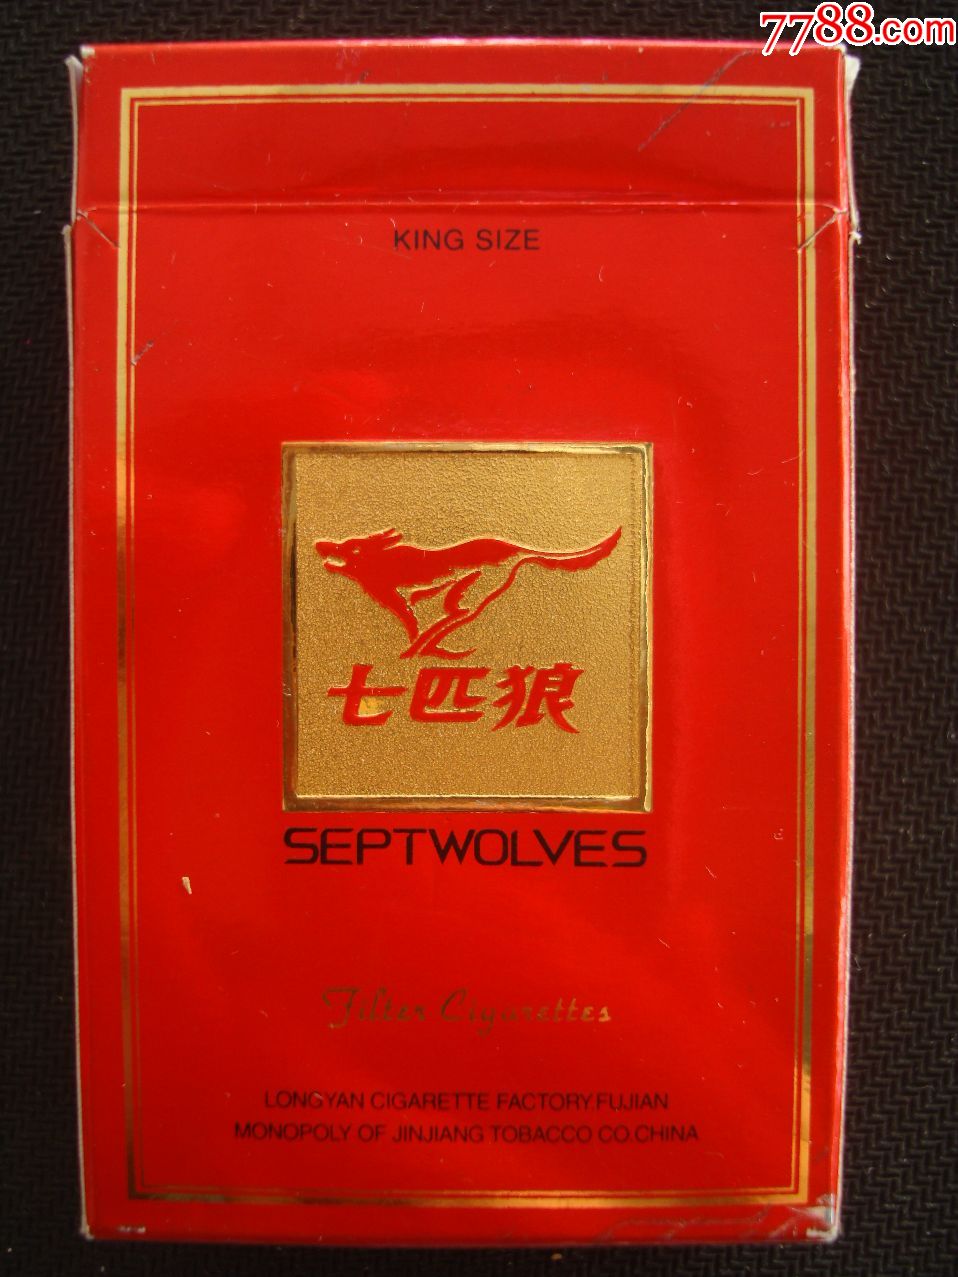 7788.com
KING SIZE
七匹狼
SEPTWOLVES
Filter Cigarettes
LONGYAN CIGARETTE FACTORY.FUJIAN
MONOPOLY OF JINJIANG TOBACCO CO.CHINA